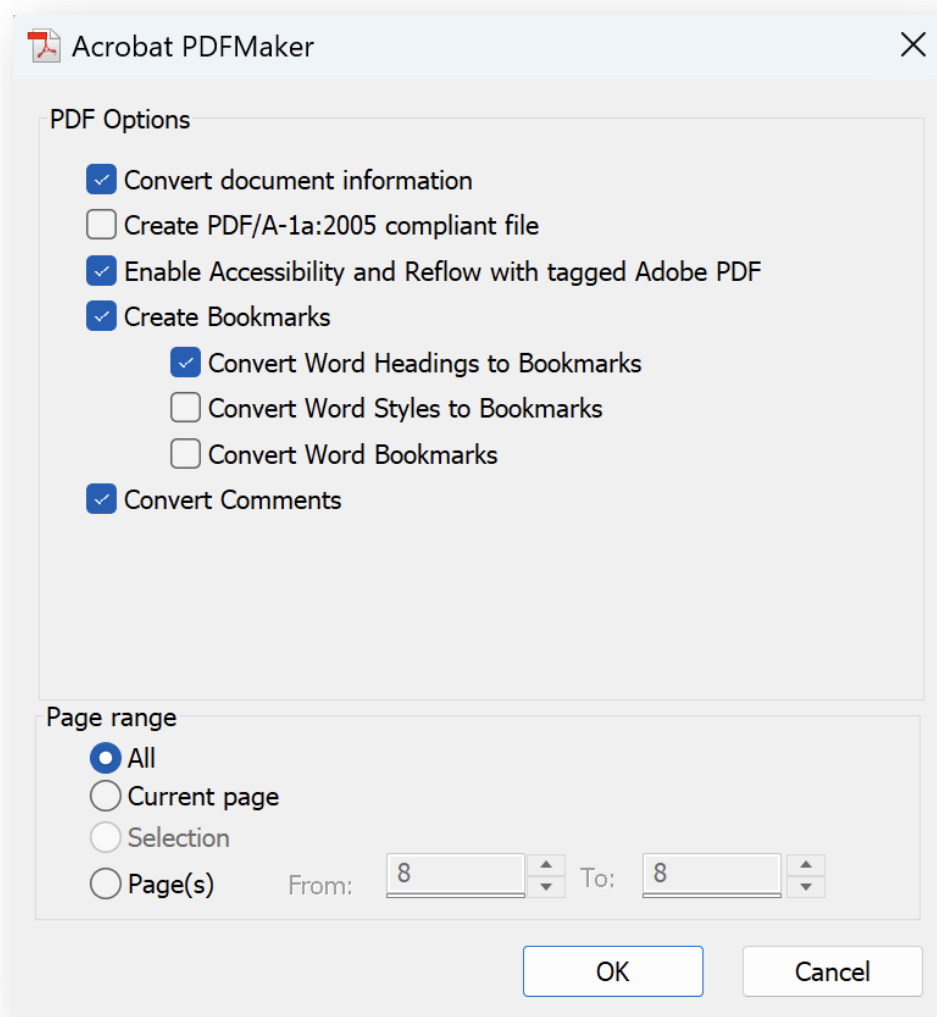 Acrobat PDFMaker
PDF Options
Convert document information
Create PDF/A-1a:2005 compliant file
Enable Accessibility and Reflow with tagged Adobe PDF
Create Bookmarks
Convert Word Headings to Bookmarks
Convert Word Styles to Bookmarks
Convert Word Bookmarks
Convert Comments
Page range
All
Current page
Selection
Page(s) From: 8 To: 8
OK Cancel